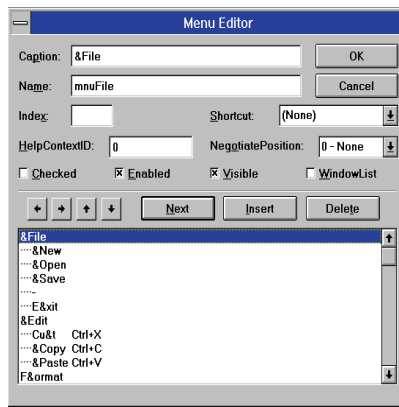 Menu Editor
Caption: &File OK
Name: mnuFile Cancel
Index: Shortcut: (None)
HelpContextID: 0 NegotiatePosition: 0 - None
Checked Enabled Visible WindowList
Next Insert Delete
&File
····&New
····&Open
····&Save
····-
····E&xit
&Edit
····Cu&t Ctrl+X
····&Copy Ctrl+C
····&Paste Ctrl+V
F&ormat